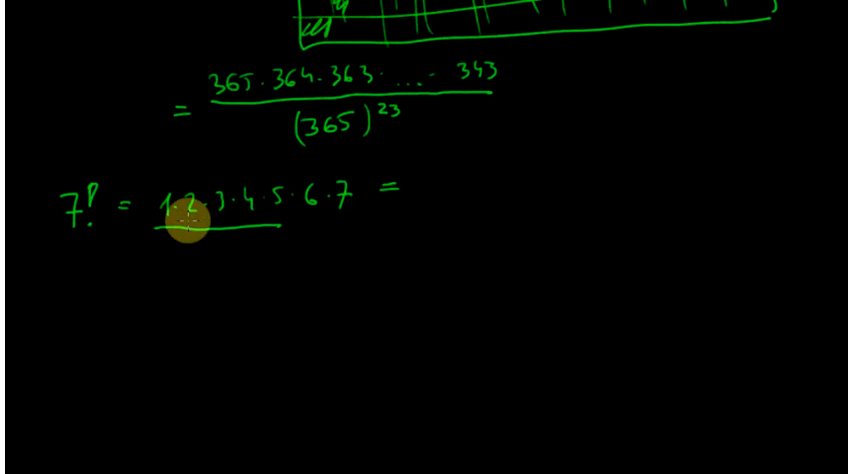 365·364·363·...· 343
= ―――――――――――
(365)^23
7! = 1·2·3·4·5·6·7 =